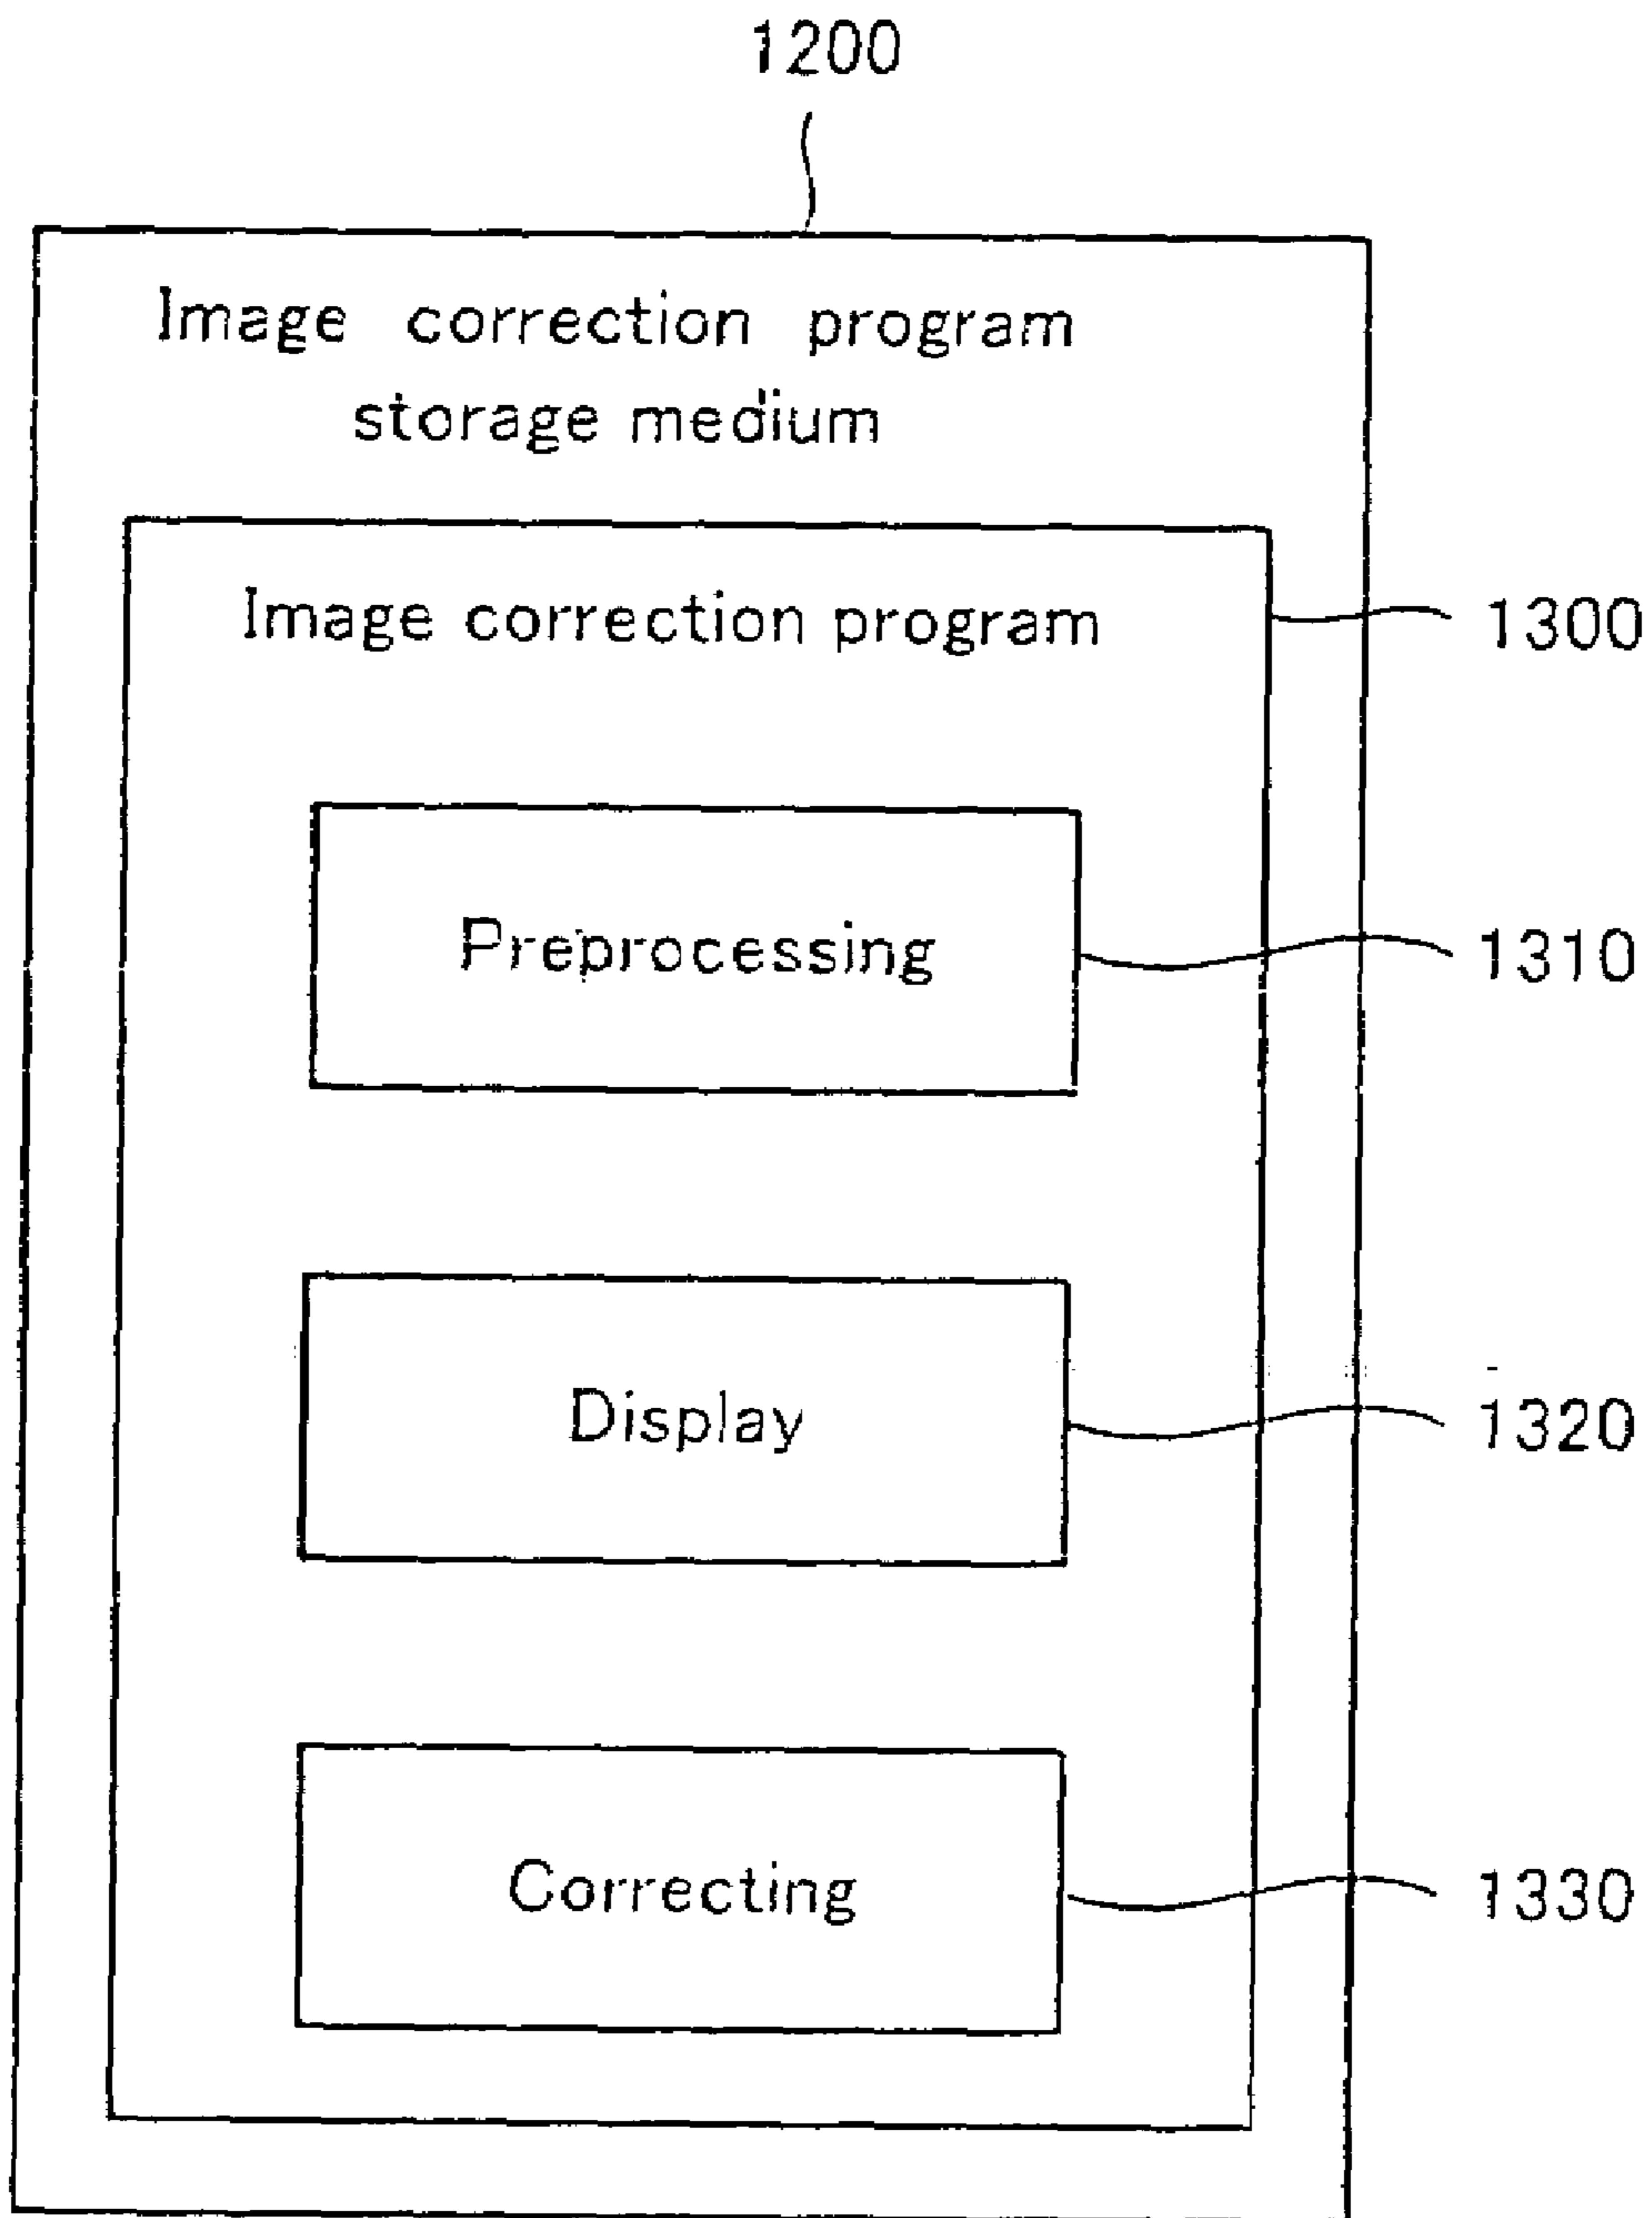 1200
Image correction program
storage medium
Image correction program
1300
Preprocessing
1310
Display
1320
Correcting
1330